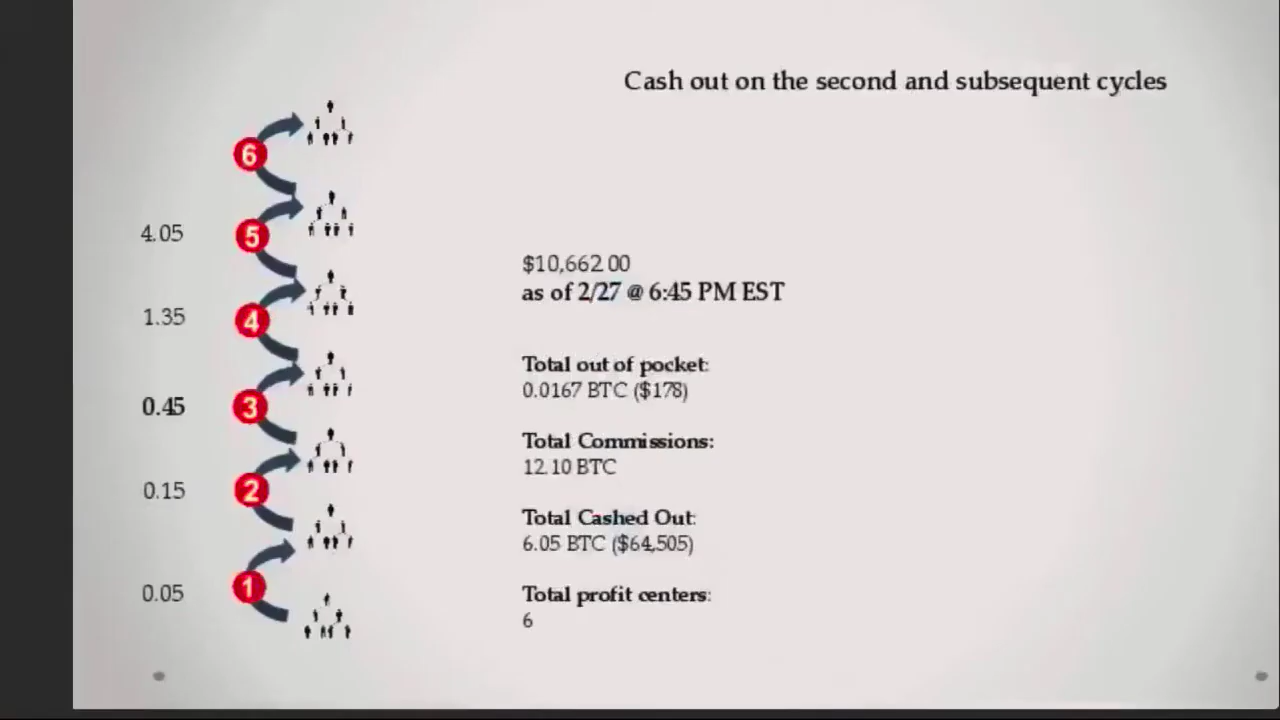 Cash out on the second and subsequent cycles
6
5
4.05
4
1.35
3
0.45
2
0.15
1
0.05
$10,662.00
as of 2/27 @ 6:45 PM EST
Total out of pocket:
0.0167 BTC ($178)
Total Commissions:
12.10 BTC
Total Cashed Out:
6.05 BTC ($64,505)
Total profit centers:
6